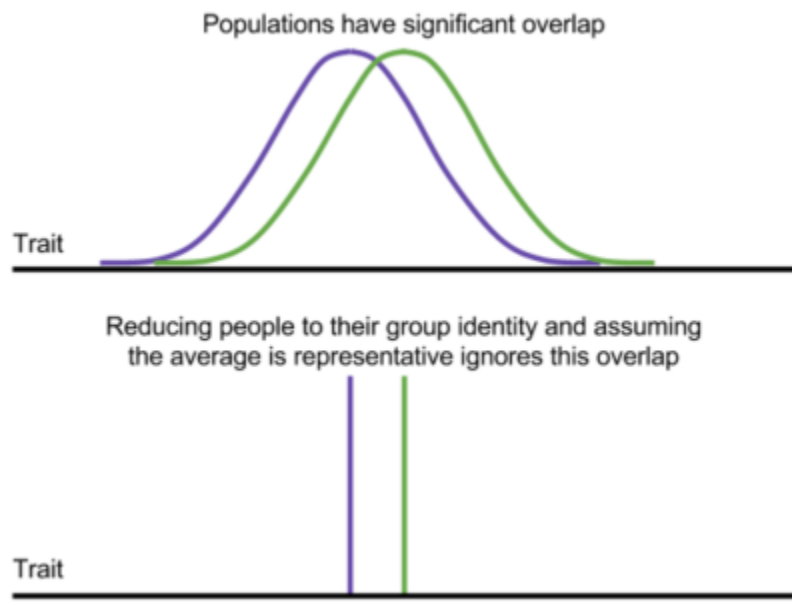 Populations have significant overlap
Trait
Reducing people to their group identity and assuming
the average is representative ignores this overlap
Trait